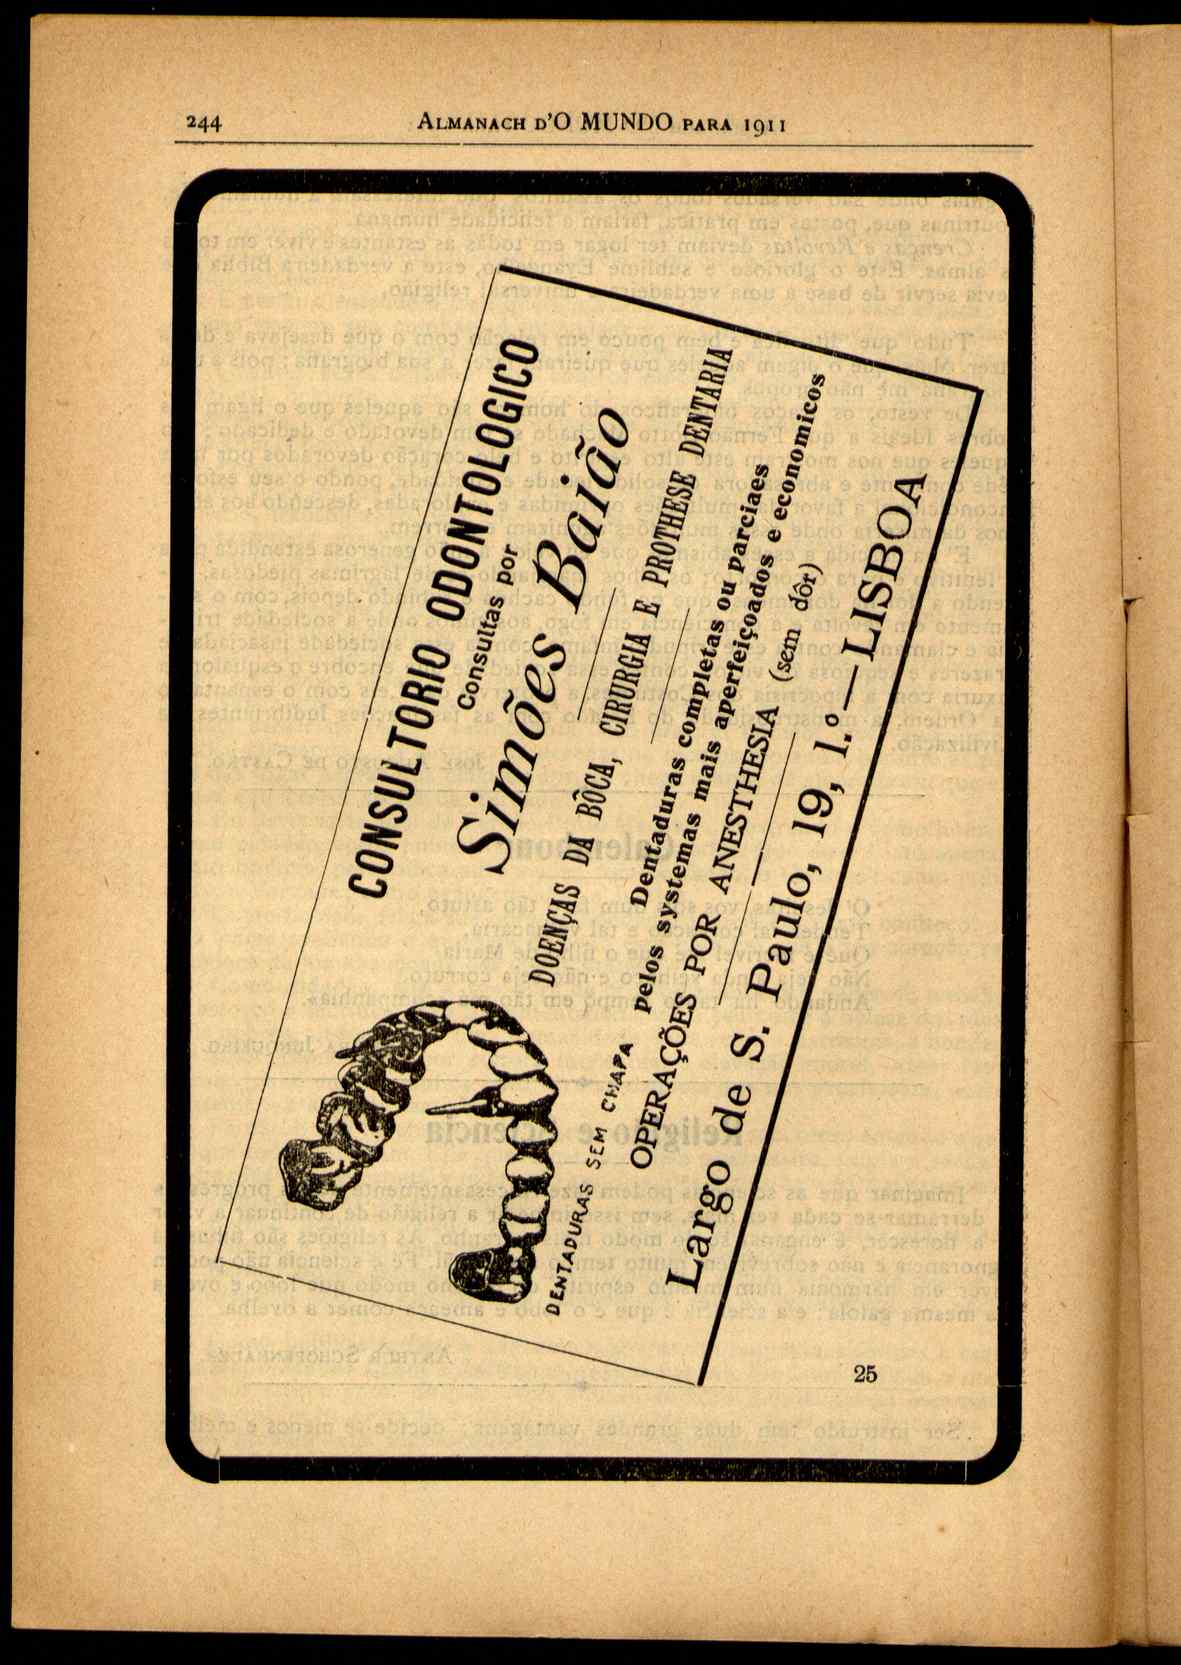 244
ALMANACH D'O MUNDO PARA 1911
CONSULTORIO ODONTOLOGICO
Consultas por
Simões Baião
DOENÇAS DA BÔCA, CIRURGIA E PROTHESE DENTARIA
DENTADURAS SEM CHAPA
Dentaduras completas ou parciaes
pelos systemas mais aperfeiçoados e economicos
OPERAÇÕES POR ANESTHESIA (sem dôr)
Largo de S. Paulo, 19, 1.º—LISBOA
25